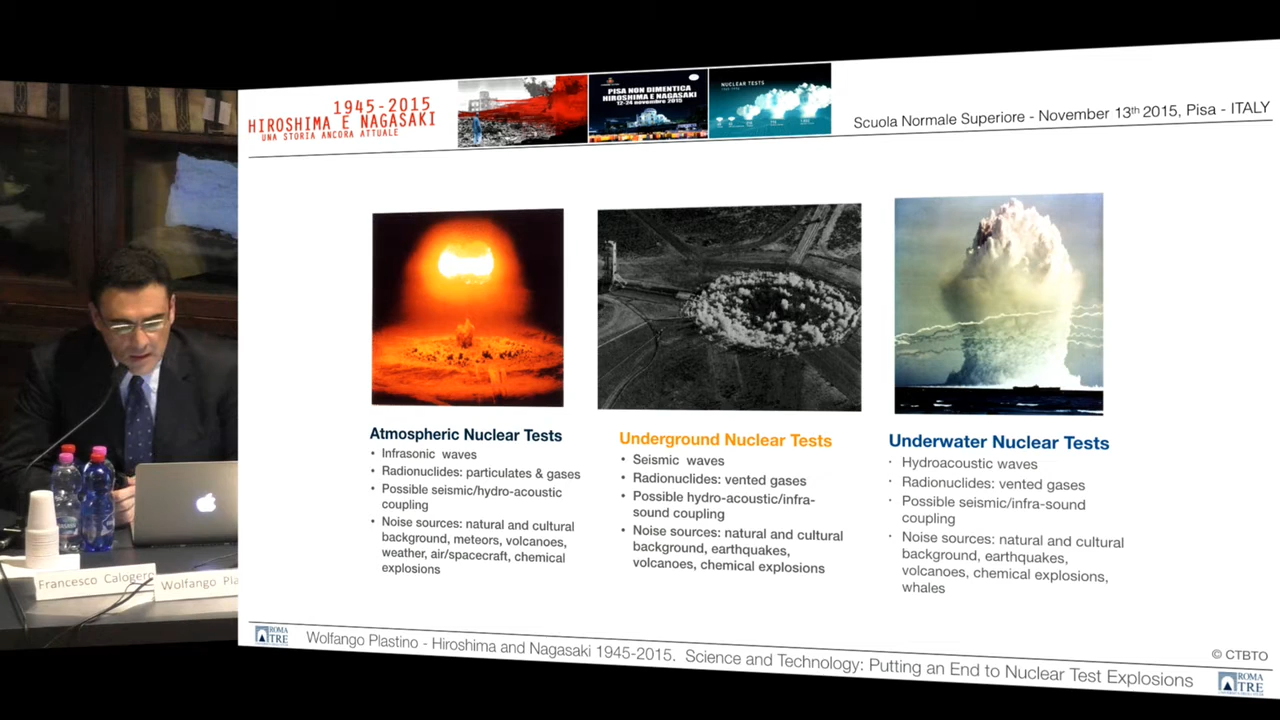 1945-2015
HIROSHIMA E NAGASAKI
UNA STORIA ANCORA ATTUALE
PISA NON DIMENTICA
HIROSHIMA E NAGASAKI
12-24 novembre 2015
NUCLEAR TESTS
Scuola Normale Superiore - November 13th 2015, Pisa - ITALY
Atmospheric Nuclear Tests
• Infrasonic waves
• Radionuclides: particulates & gases
• Possible seismic/hydro-acoustic
coupling
• Noise sources: natural and cultural
background, meteors, volcanoes,
weather, air/spacecraft, chemical
explosions
Underground Nuclear Tests
• Seismic waves
• Radionuclides: vented gases
• Possible hydro-acoustic/infra-
sound coupling
• Noise sources: natural and cultural
background, earthquakes,
volcanoes, chemical explosions
Underwater Nuclear Tests
· Hydroacoustic waves
· Radionuclides: vented gases
· Possible seismic/infra-sound
coupling
· Noise sources: natural and cultural
background, earthquakes,
volcanoes, chemical explosions,
whales
Francesco Calogero
Wolfango Pla
ROMA
TRE
Wolfango Plastino - Hiroshima and Nagasaki 1945-2015. Science and Technology: Putting an End to Nuclear Test Explosions
© CTBTO
ROMA
TRE